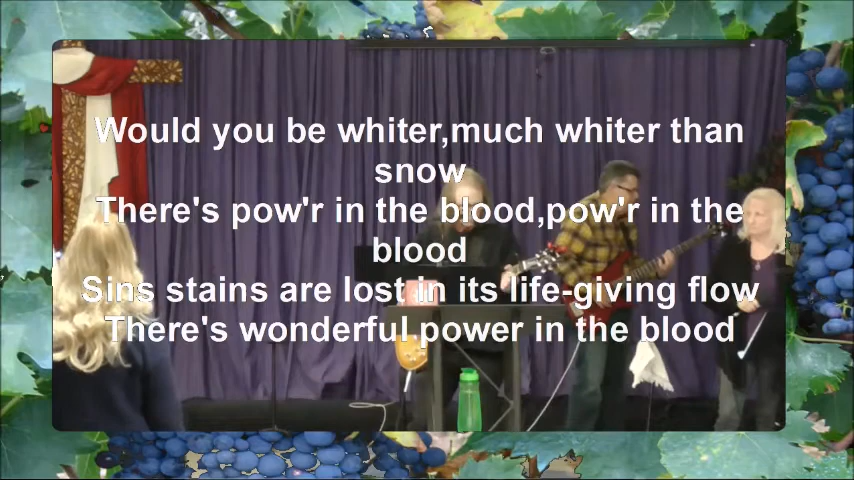 Would you be whiter,much whiter than
snow
There's pow'r in the blood,pow'r in the
blood
Sins stains are lost in its life-giving flow
There's wonderful power in the blood